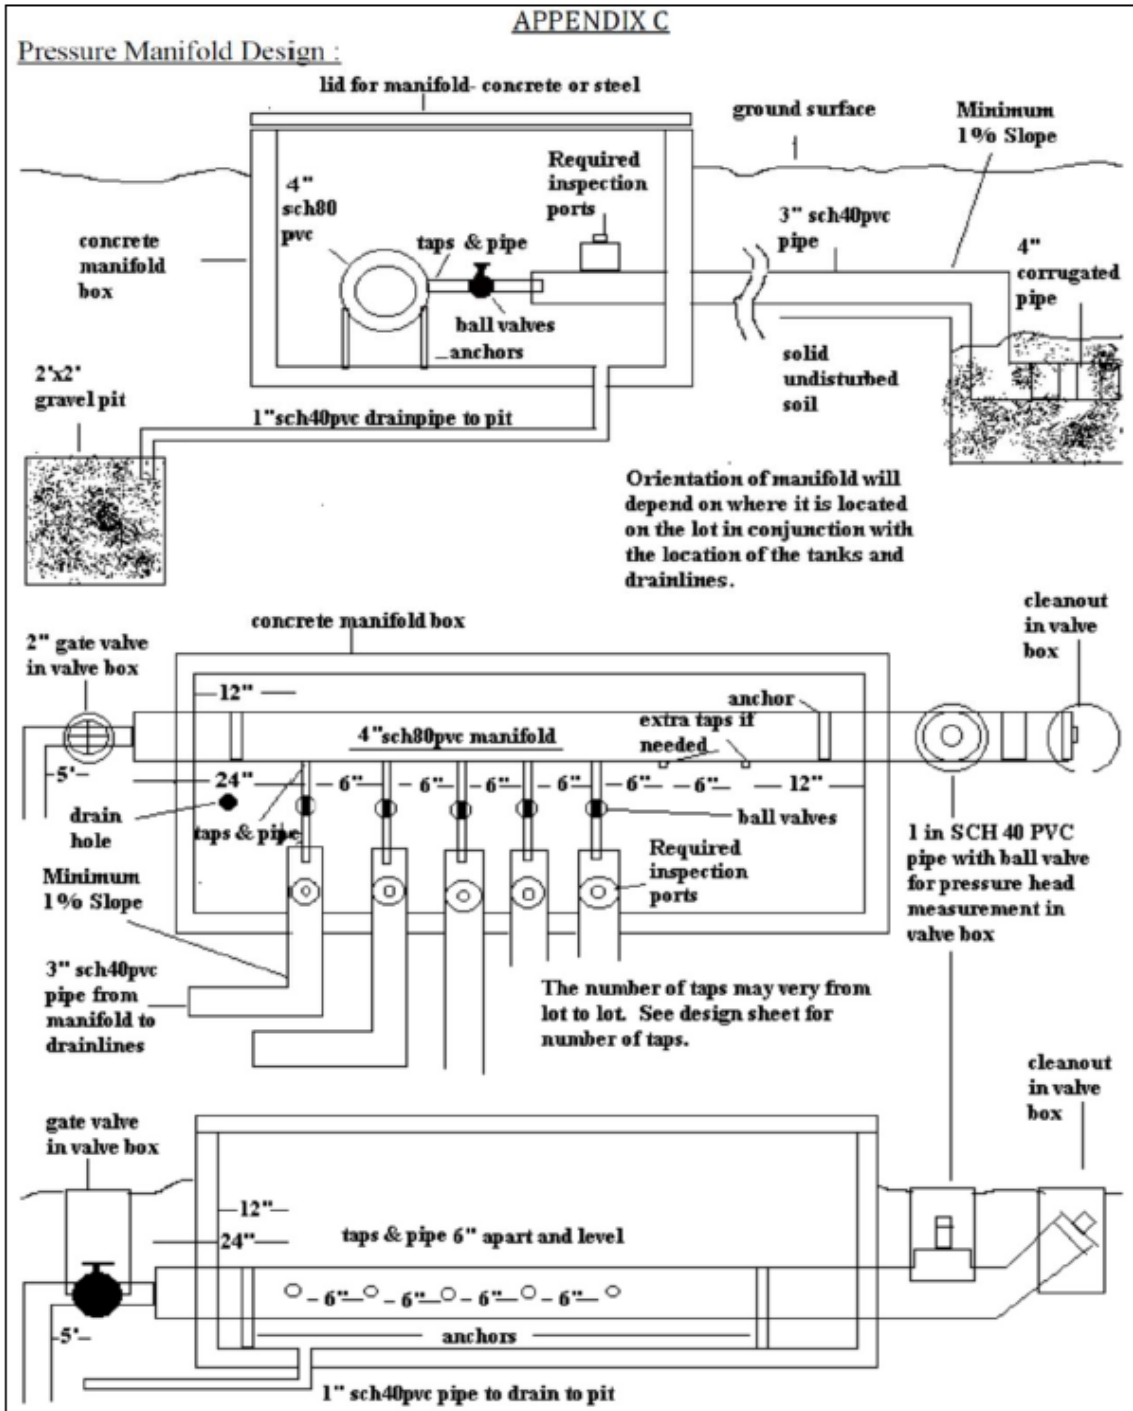 APPENDIX C
Pressure Manifold Design :
lid for manifold- concrete or steel
ground surface
Minimum
1% Slope
Required
inspection
ports
4"
sch80
pvc
3" sch40pvc
pipe
concrete
manifold
box
taps & pipe
4"
corrugated
pipe
ball valves
anchors
solid
undisturbed
soil
2'x2'
gravel pit
1"sch40pvc drainpipe to pit
Orientation of manifold will
depend on where it is located
on the lot in conjunction with
the location of the tanks and
drainlines.
concrete manifold box
cleanout
in valve
box
2" gate valve
in valve box
12"
anchor
extra taps if
needed
4"sch80pvc manifold
5'
24"
6"
6"
6"
6"
6"
6"
12"
drain
hole
taps & pipe
ball valves
Required
inspection
ports
1 in SCH 40 PVC
pipe with ball valve
for pressure head
measurement in
valve box
Minimum
1% Slope
3" sch40pvc
pipe from
manifold to
drainlines
The number of taps may very from
lot to lot. See design sheet for
number of taps.
cleanout
in valve
box
gate valve
in valve box
12"
24"
taps & pipe 6" apart and level
6"
6"
6"
6"
5'
anchors
1" sch40pvc pipe to drain to pit